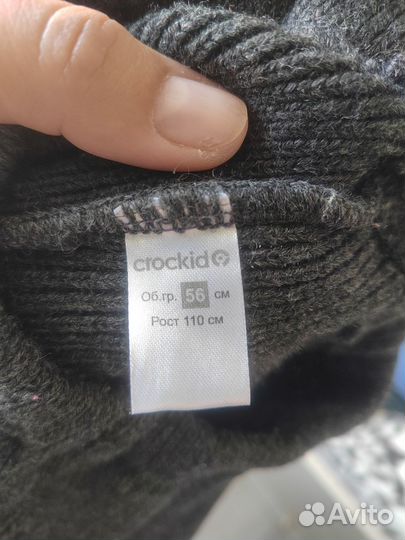 crockid
Об.гр. 56 см
Рост 110 см
Avito